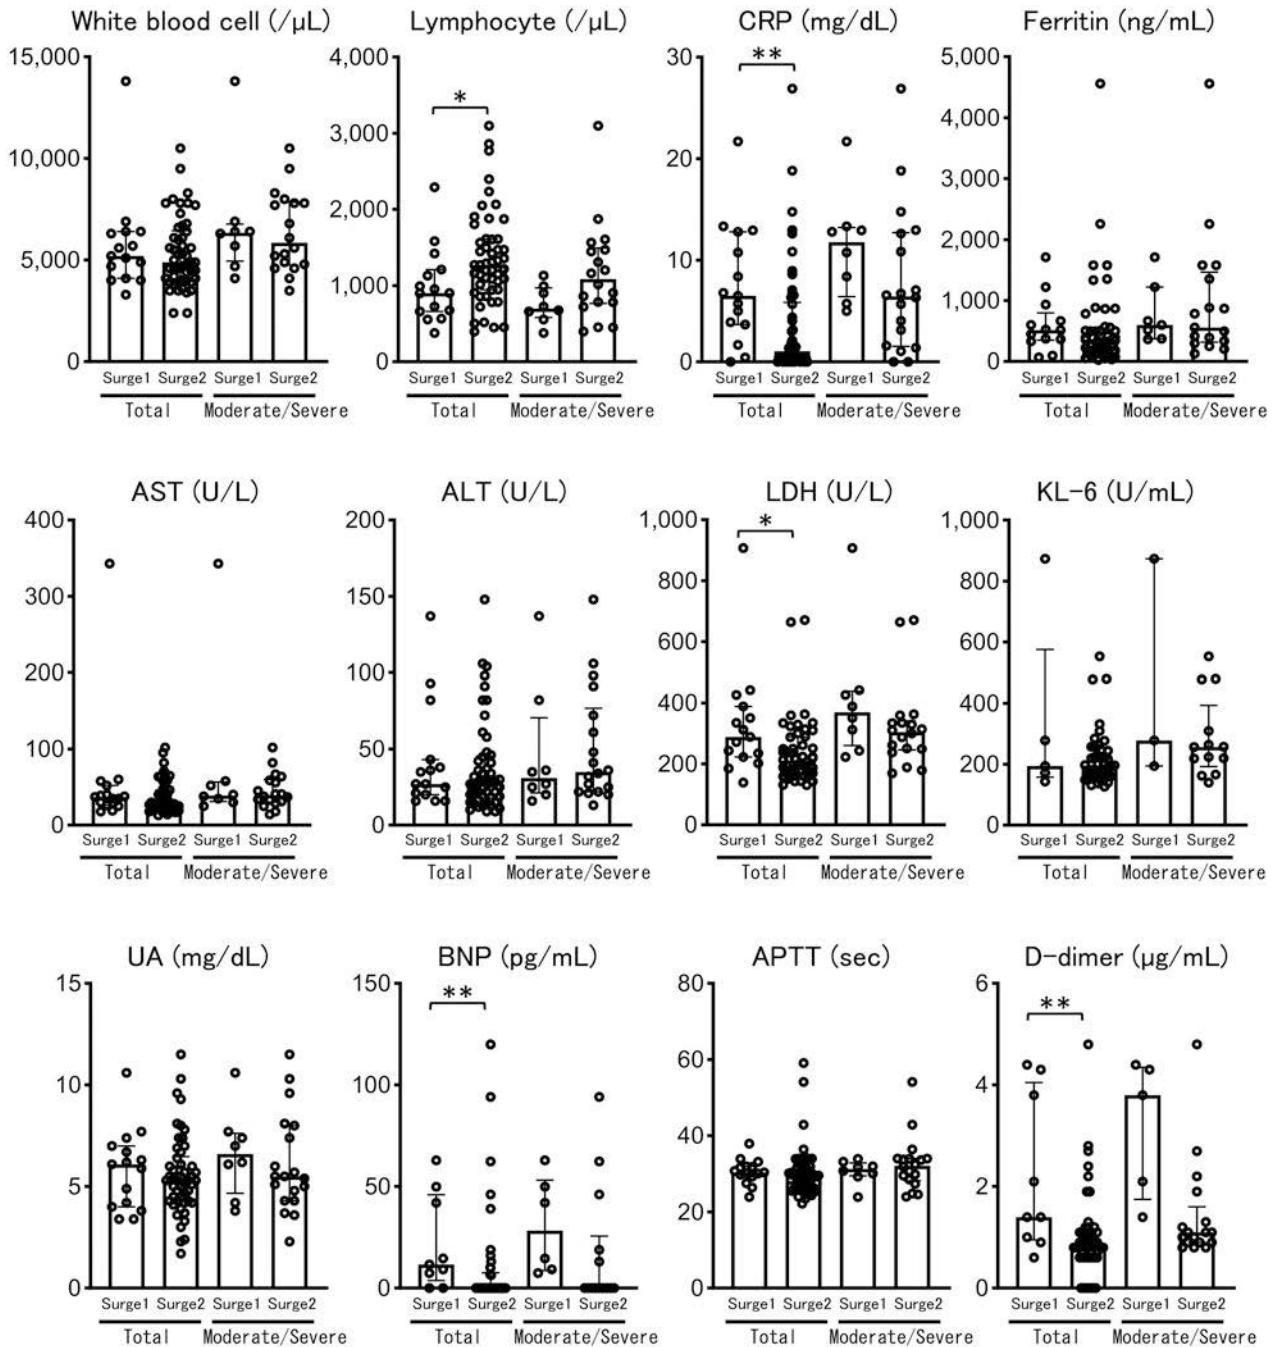 White blood cell (/μL)
15,000
10,000
5,000
0
Surge1 Surge2 Surge1 Surge2
Total Moderate/Severe
Lymphocyte (/μL)
4,000
3,000
2,000
1,000
0
*
Surge1 Surge2 Surge1 Surge2
Total Moderate/Severe
CRP (mg/dL)
30
20
10
0
**
Surge1 Surge2 Surge1 Surge2
Total Moderate/Severe
Ferritin (ng/mL)
5,000
4,000
3,000
2,000
1,000
0
Surge1 Surge2 Surge1 Surge2
Total Moderate/Severe
AST (U/L)
400
300
200
100
0
Surge1 Surge2 Surge1 Surge2
Total Moderate/Severe
ALT (U/L)
200
150
100
50
0
Surge1 Surge2 Surge1 Surge2
Total Moderate/Severe
LDH (U/L)
1,000
800
600
400
200
0
*
Surge1 Surge2 Surge1 Surge2
Total Moderate/Severe
KL-6 (U/mL)
1,000
800
600
400
200
0
Surge1 Surge2 Surge1 Surge2
Total Moderate/Severe
UA (mg/dL)
15
10
5
0
Surge1 Surge2 Surge1 Surge2
Total Moderate/Severe
BNP (pg/mL)
150
100
50
0
**
Surge1 Surge2 Surge1 Surge2
Total Moderate/Severe
APTT (sec)
80
60
40
20
0
Surge1 Surge2 Surge1 Surge2
Total Moderate/Severe
D-dimer (μg/mL)
6
4
2
0
**
Surge1 Surge2 Surge1 Surge2
Total Moderate/Severe